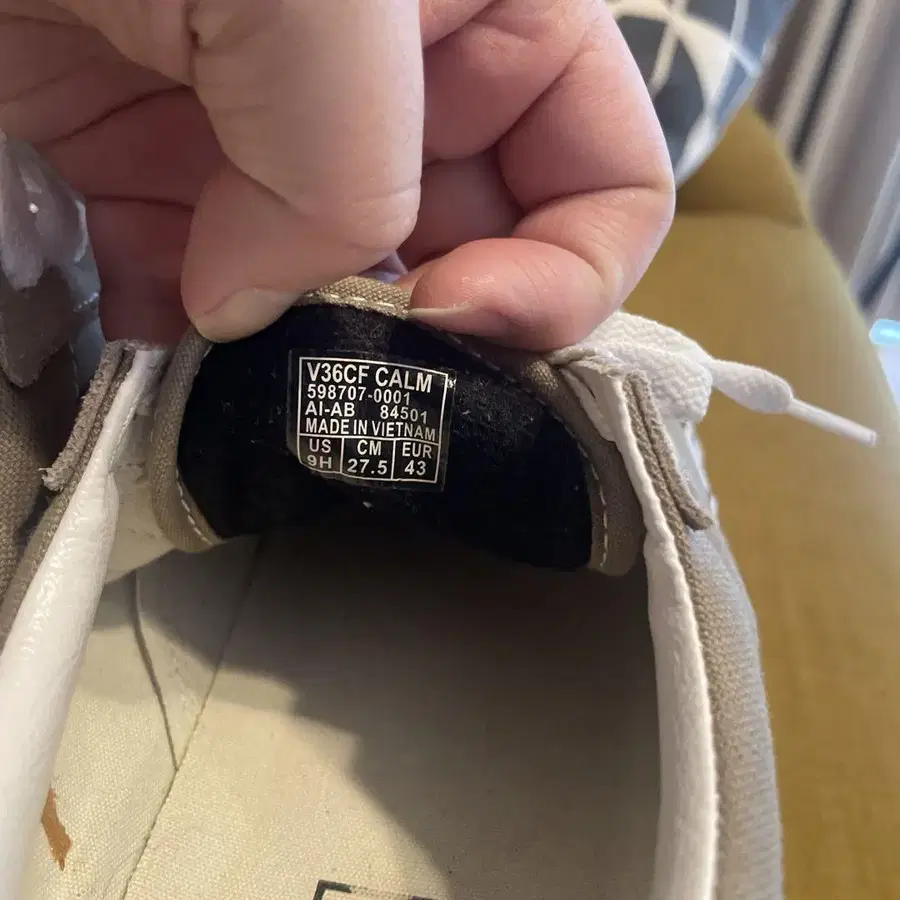 V36CF CALM
598707-0001
AI-AB 84501
MADE IN VIETNAM
US CM EUR
9H 27.5 43